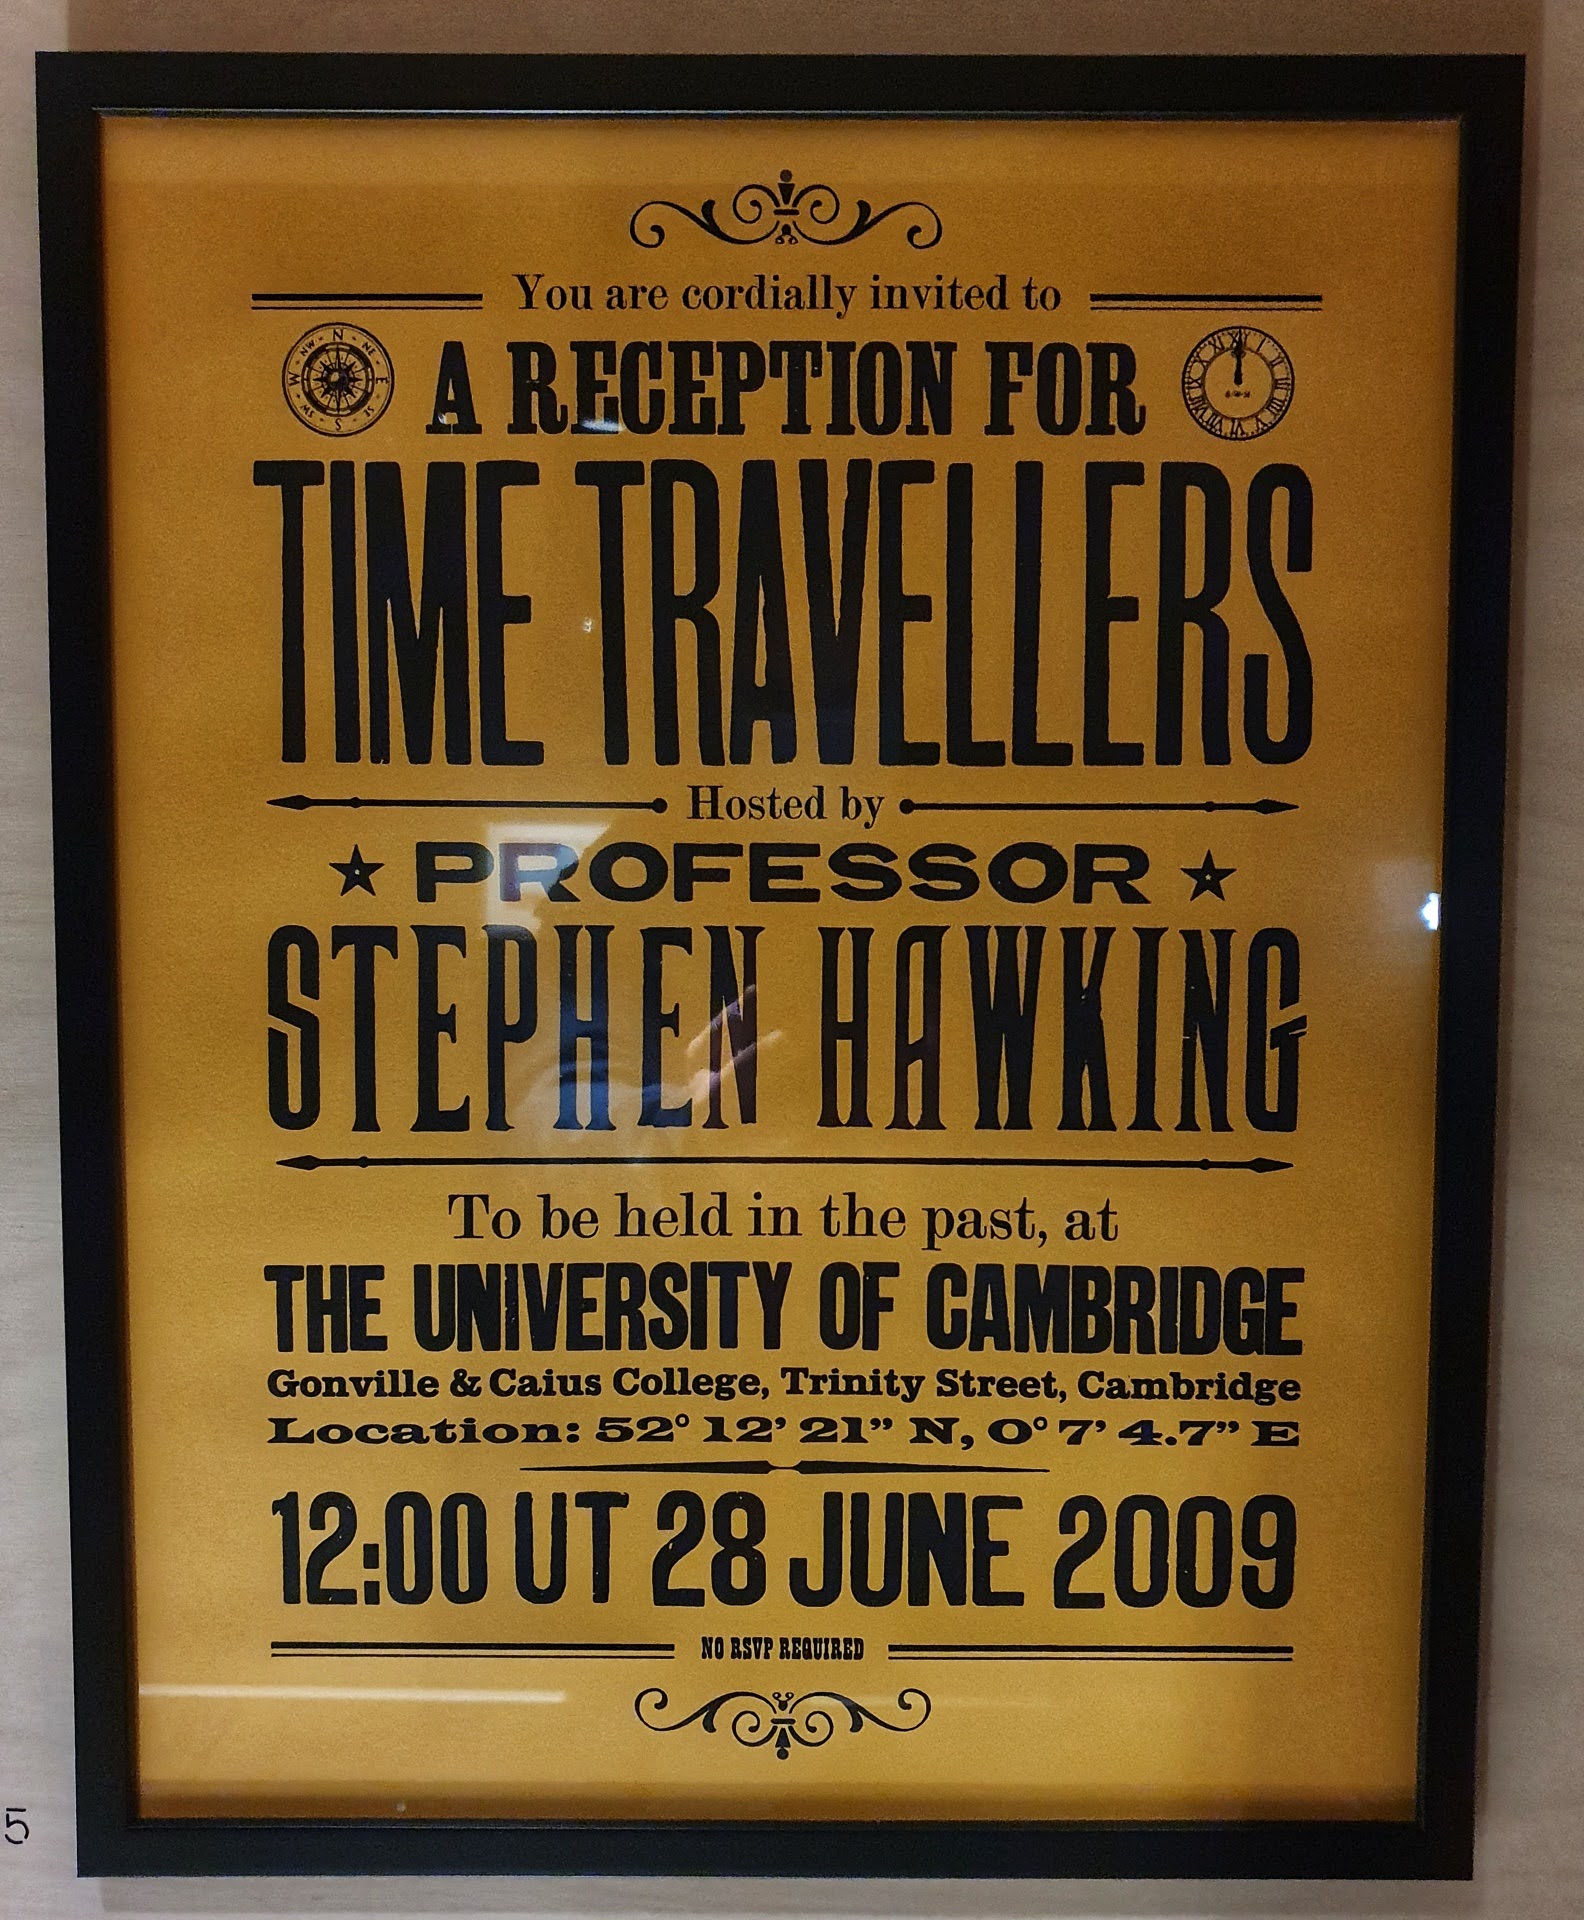 You are cordially invited to
A RECEPTION FOR
TIME TRAVELLERS
Hosted by
PROFESSOR
STEPHEN HAWKING
To be held in the past, at
THE UNIVERSITY OF CAMBRIDGE
Gonville & Caius College, Trinity Street, Cambridge
Location: 52° 12’ 21” N, 0° 7’ 4.7” E
12:00 UT 28 JUNE 2009
NO RSVP REQUIRED
5